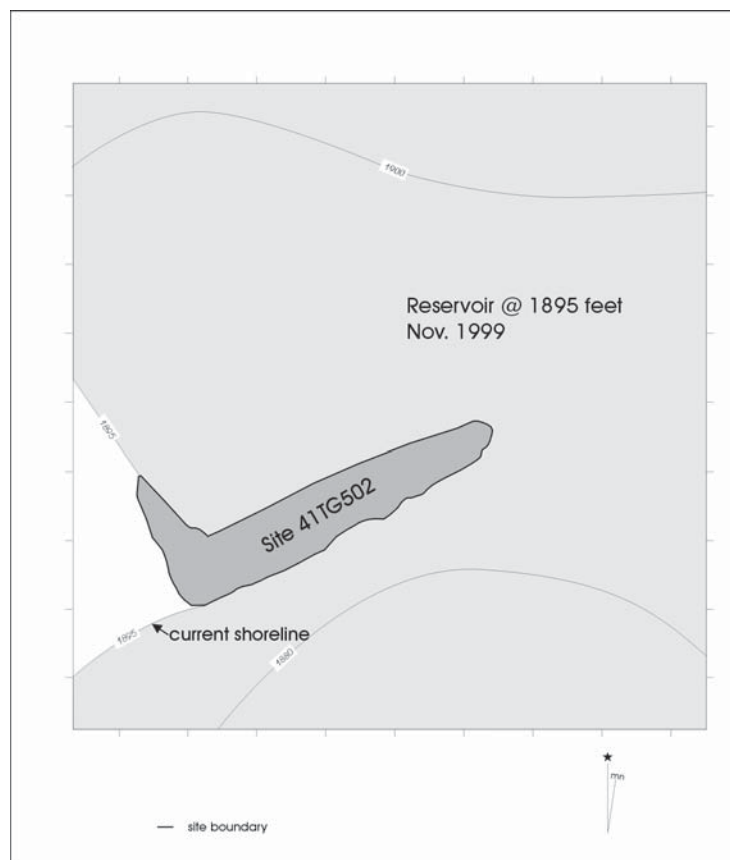 1900
Reservoir @ 1895 feet
Nov. 1999
1895
Site 41TG502
1895
current shoreline
1880
mn
site boundary